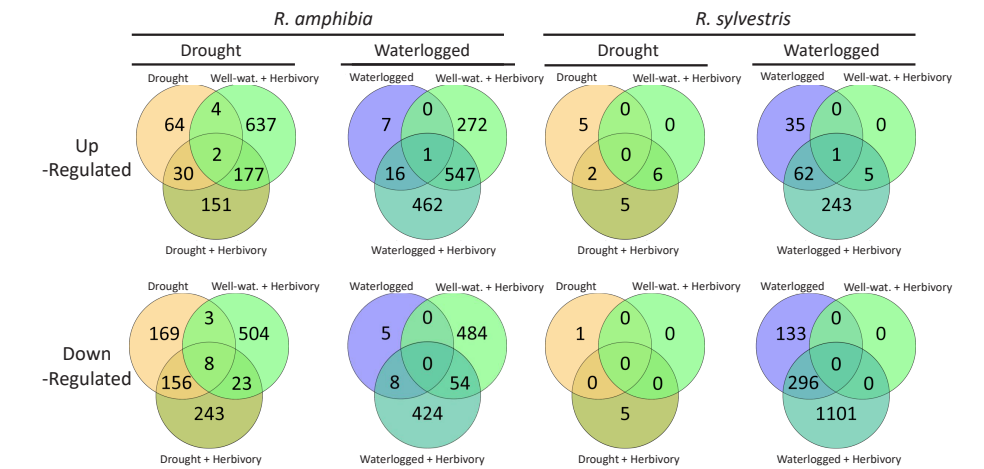 R. amphibia R. sylvestris
Drought Waterlogged Drought Waterlogged
Drought Well-wat. + Herbivory Waterlogged Well-wat. + Herbivory Drought Well-wat. + Herbivory Waterlogged Well-wat. + Herbivory
4 0 0 0
64 637 7 272 5 0 35 0
Up
-Regulated
2 1 0 1
30 177 16 547 2 6 62 5
151 462 5 243
Drought + Herbivory Waterlogged + Herbivory Drought + Herbivory Waterlogged + Herbivory
Drought Well-wat. + Herbivory Waterlogged Well-wat. + Herbivory Drought Well-wat. + Herbivory Waterlogged Well-wat. + Herbivory
3 0 0 0
169 504 5 484 1 0 133 0
Down
-Regulated
8 0 0 0
156 23 8 54 0 0 296 0
243 424 5 1101
Drought + Herbivory Waterlogged + Herbivory Drought + Herbivory Waterlogged + Herbivory